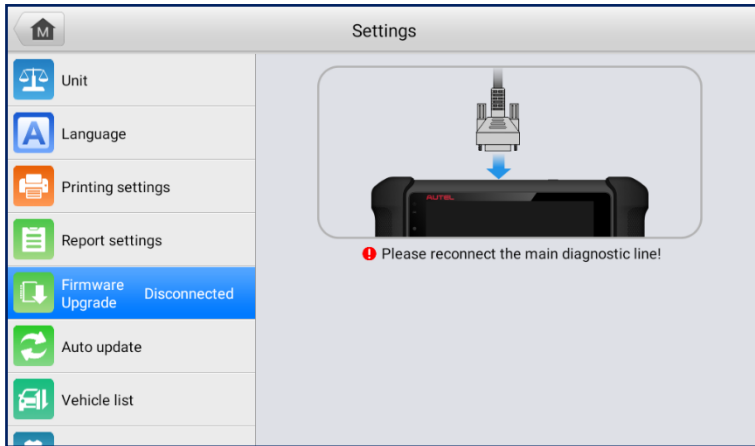 M
Settings
Unit
A
Language
Printing settings
Report settings
Firmware
Upgrade
Disconnected
Auto update
Vehicle list
AUTEL
! Please reconnect the main diagnostic line!